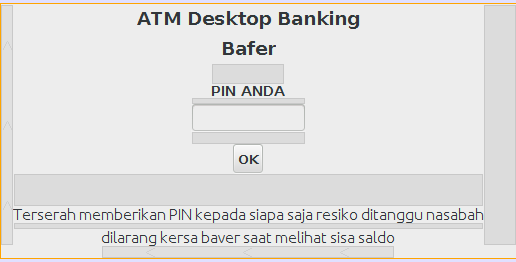 ATM Desktop Banking
Bafer
PIN ANDA
OK
Terserah memberikan PIN kepada siapa saja resiko ditanggu nasabah
dilarang kersa baver saat melihat sisa saldo